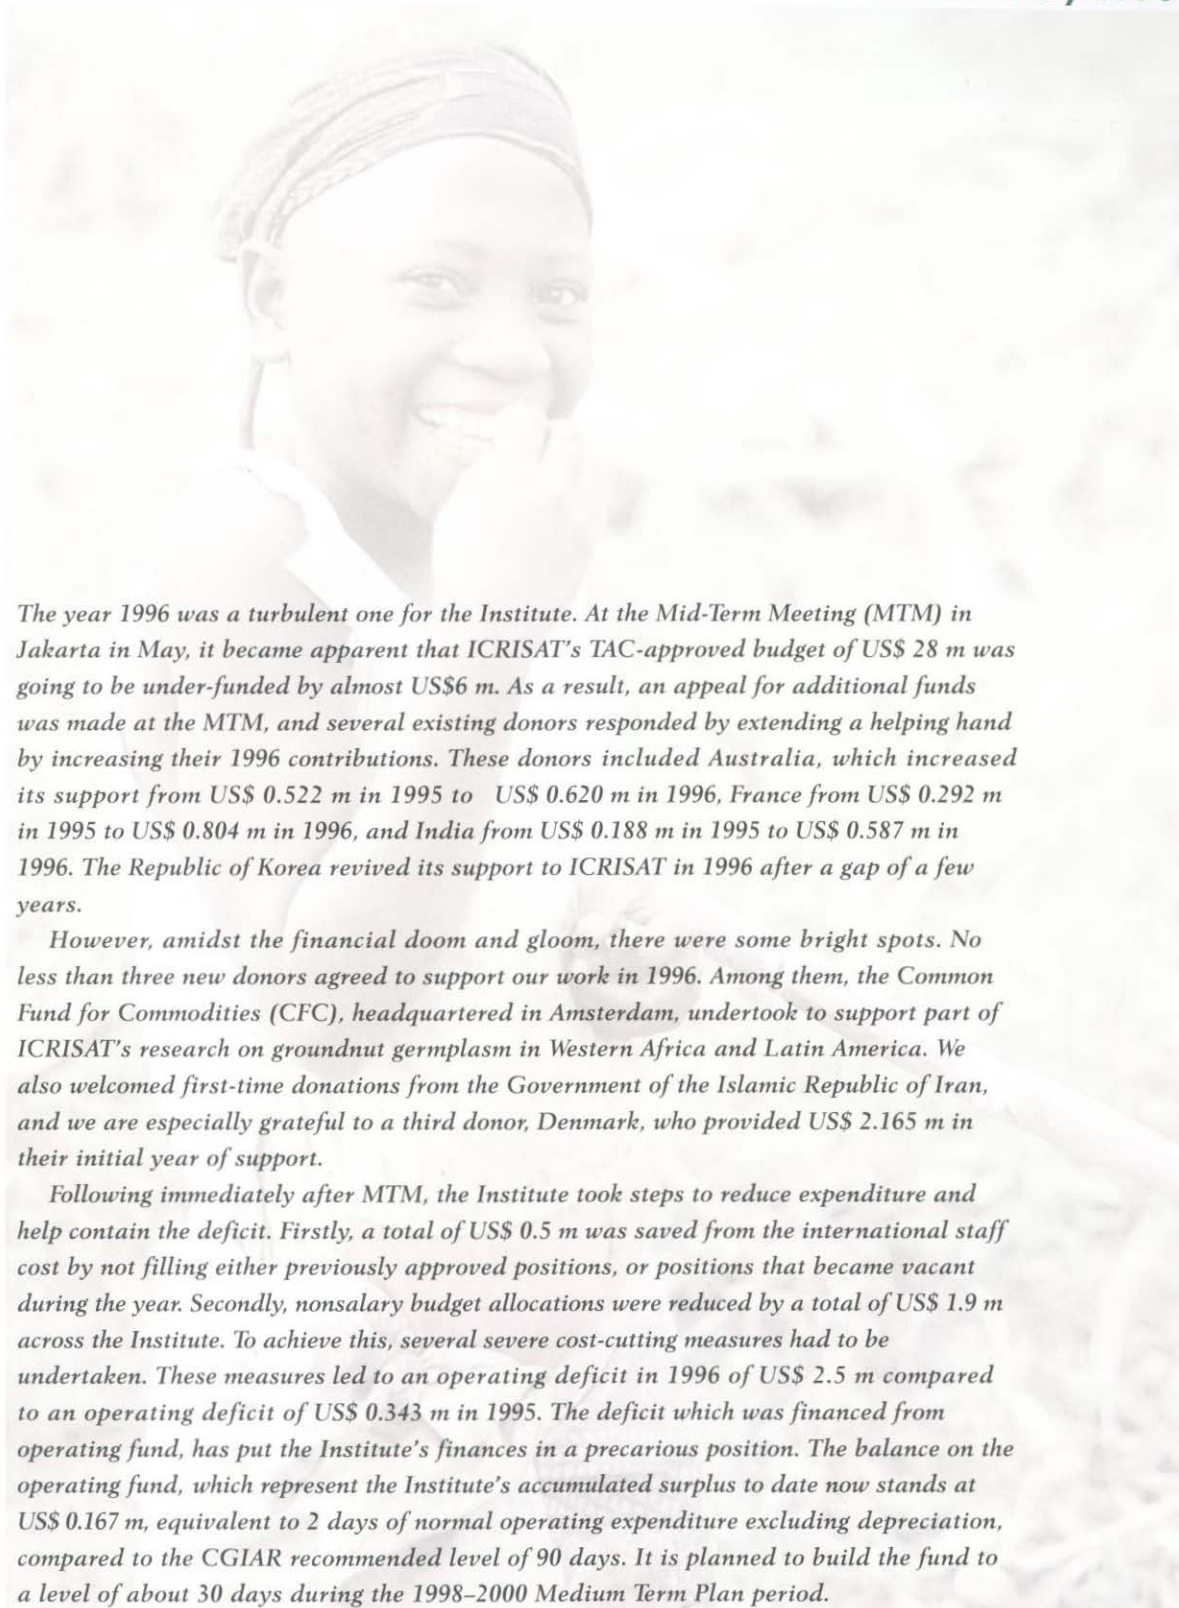 The year 1996 was a turbulent one for the Institute. At the Mid-Term Meeting (MTM) in
Jakarta in May, it became apparent that ICRISAT's TAC-approved budget of US$ 28 m was
going to be under-funded by almost US$6 m. As a result, an appeal for additional funds
was made at the MTM, and several existing donors responded by extending a helping hand
by increasing their 1996 contributions. These donors included Australia, which increased
its support from US$ 0.522 m in 1995 to US$ 0.620 m in 1996, France from US$ 0.292 m
in 1995 to US$ 0.804 m in 1996, and India from US$ 0.188 m in 1995 to US$ 0.587 m in
1996. The Republic of Korea revived its support to ICRISAT in 1996 after a gap of a few
years.
However, amidst the financial doom and gloom, there were some bright spots. No
less than three new donors agreed to support our work in 1996. Among them, the Common
Fund for Commodities (CFC), headquartered in Amsterdam, undertook to support part of
ICRISAT's research on groundnut germplasm in Western Africa and Latin America. We
also welcomed first-time donations from the Government of the Islamic Republic of Iran,
and we are especially grateful to a third donor, Denmark, who provided US$ 2.165 m in
their initial year of support.
Following immediately after MTM, the Institute took steps to reduce expenditure and
help contain the deficit. Firstly, a total of US$ 0.5 m was saved from the international staff
cost by not filling either previously approved positions, or positions that became vacant
during the year. Secondly, nonsalary budget allocations were reduced by a total of US$ 1.9 m
across the Institute. To achieve this, several severe cost-cutting measures had to be
undertaken. These measures led to an operating deficit in 1996 of US$ 2.5 m compared
to an operating deficit of US$ 0.343 m in 1995. The deficit which was financed from
operating fund, has put the Institute's finances in a precarious position. The balance on the
operating fund, which represent the Institute's accumulated surplus to date now stands at
US$ 0.167 m, equivalent to 2 days of normal operating expenditure excluding depreciation,
compared to the CGIAR recommended level of 90 days. It is planned to build the fund to
a level of about 30 days during the 1998–2000 Medium Term Plan period.